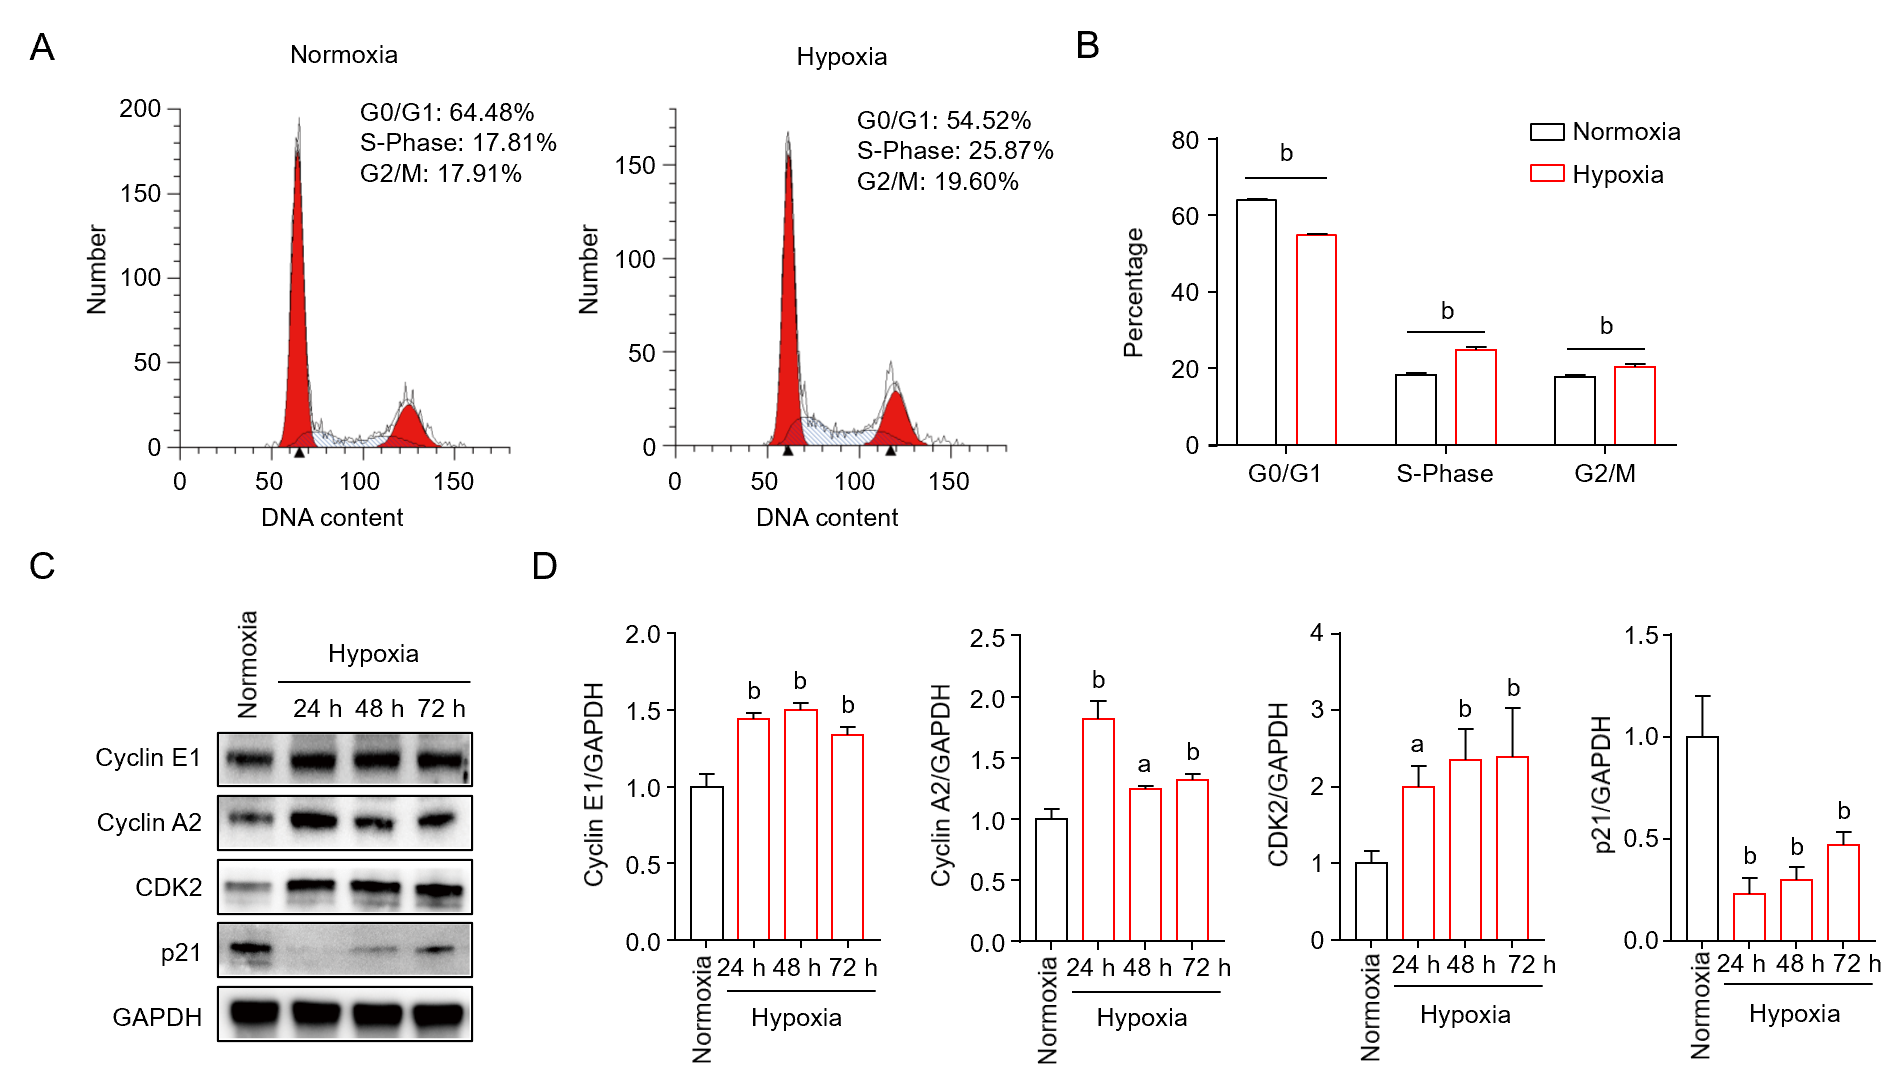 A
Normoxia
G0/G1: 64.48%
S-Phase: 17.81%
G2/M: 17.91%
200
150
100
50
0
Number
0 50 100 150
DNA content
Hypoxia
G0/G1: 54.52%
S-Phase: 25.87%
G2/M: 19.60%
150
100
50
0
Number
0 50 100 150
DNA content
B
Normoxia
Hypoxia
80
60
40
20
0
Percentage
b
b
b
G0/G1 S-Phase G2/M
C
Normoxia
Hypoxia
24 h 48 h 72 h
Cyclin E1
Cyclin A2
CDK2
p21
GAPDH
D
Cyclin E1/GAPDH
2.0
1.5
1.0
0.5
0.0
b b b
Normoxia 24 h 48 h 72 h
Hypoxia
Cyclin A2/GAPDH
2.5
2.0
1.5
1.0
0.5
0.0
b a b
Normoxia 24 h 48 h 72 h
Hypoxia
CDK2/GAPDH
4
3
2
1
0
a b b
Normoxia 24 h 48 h 72 h
Hypoxia
p21/GAPDH
1.5
1.0
0.5
0.0
b b b
Normoxia 24 h 48 h 72 h
Hypoxia